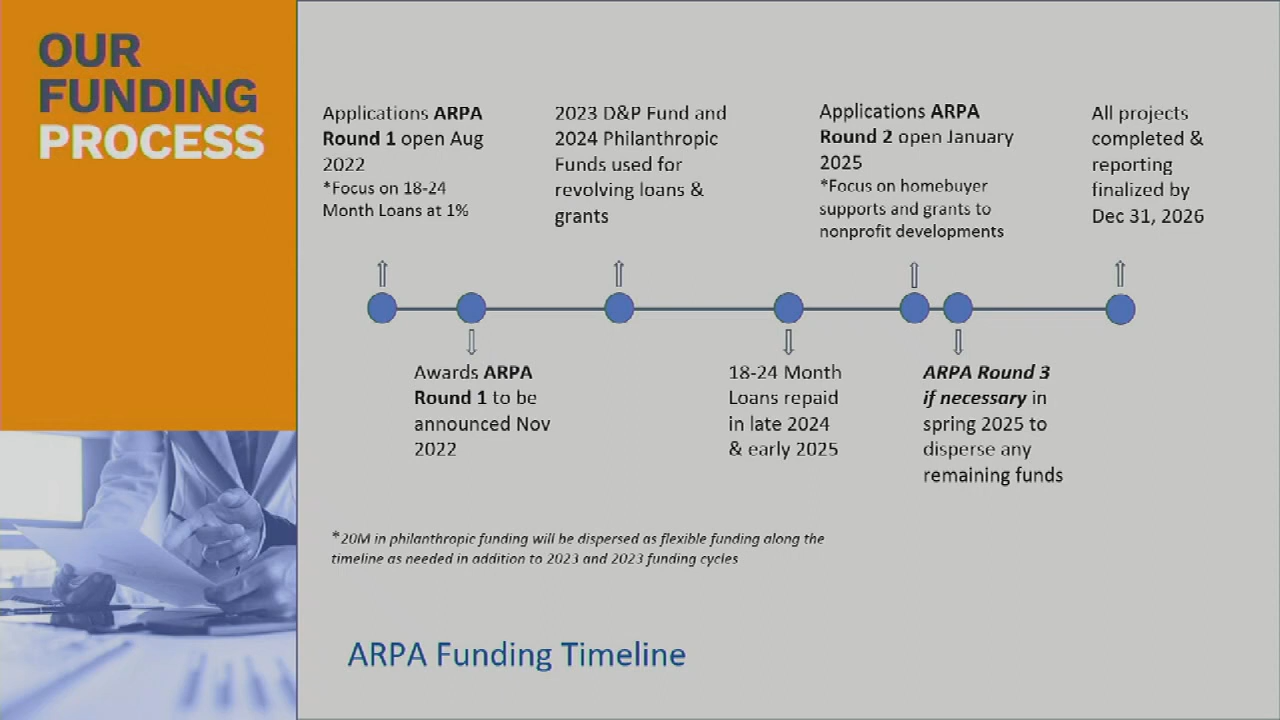 OUR
FUNDING
PROCESS
Applications ARPA
Round 1 open Aug
2022
*Focus on 18-24
Month Loans at 1%
2023 D&P Fund and
2024 Philanthropic
Funds used for
revolving loans &
grants
Applications ARPA
Round 2 open January
2025
*Focus on homebuyer
supports and grants to
nonprofit developments
All projects
completed &
reporting
finalized by
Dec 31, 2026
Awards ARPA
Round 1 to be
announced Nov
2022
18-24 Month
Loans repaid
in late 2024
& early 2025
ARPA Round 3
if necessary in
spring 2025 to
disperse any
remaining funds
*20M in philanthropic funding will be dispersed as flexible funding along the
timeline as needed in addition to 2023 and 2023 funding cycles
ARPA Funding Timeline